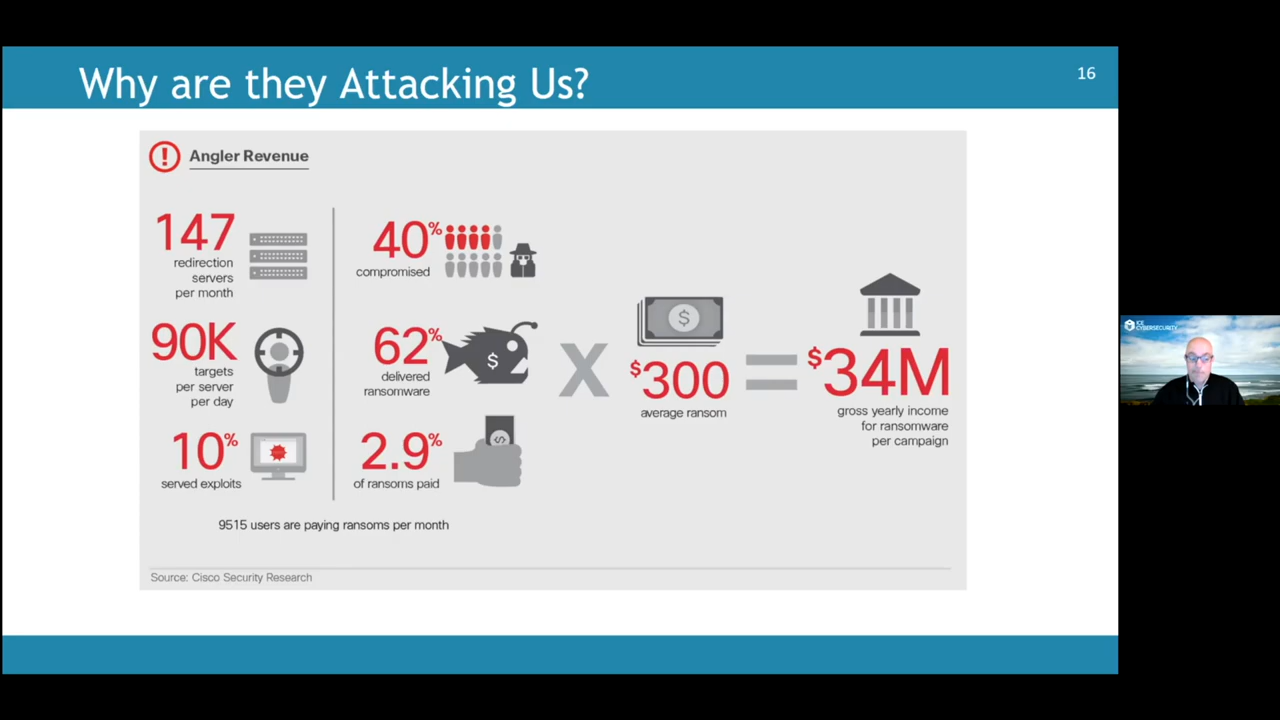 Why are they Attacking Us?
16
Angler Revenue
147
redirection
servers
per month
90K
targets
per server
per day
10%
served exploits
40%
compromised
62%
delivered
ransomware
$
2.9%
of ransoms paid
$
9515 users are paying ransoms per month
X
$
$300
average ransom
=
$34M
gross yearly income
for ransomware
per campaign
Source: Cisco Security Research
ICE
CYBERSECURITY